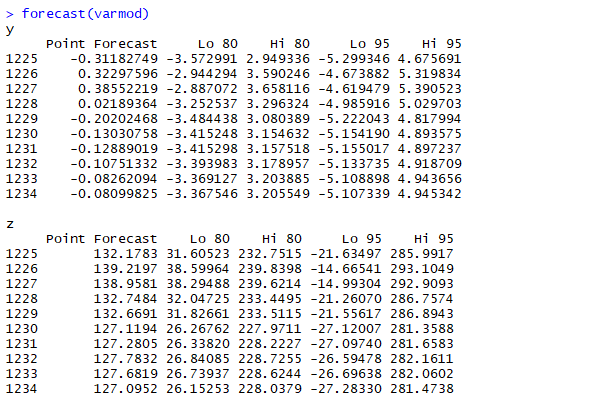 > forecast(varmod)
y
     Point Forecast     Lo 80    Hi 80     Lo 95    Hi 95
1225    -0.31182749 -3.572991 2.949336 -5.299346 4.675691
1226     0.32297596 -2.944294 3.590246 -4.673882 5.319834
1227     0.38552219 -2.887072 3.658116 -4.619479 5.390523
1228     0.02189364 -3.252537 3.296324 -4.985916 5.029703
1229    -0.20202468 -3.484438 3.080389 -5.222043 4.817994
1230    -0.13030758 -3.415248 3.154632 -5.154190 4.893575
1231    -0.12889019 -3.415298 3.157518 -5.155017 4.897237
1232    -0.10751332 -3.393983 3.178957 -5.133735 4.918709
1233    -0.08262094 -3.369127 3.203885 -5.108898 4.943656
1234    -0.08099825 -3.367546 3.205549 -5.107339 4.945342
z
     Point Forecast    Lo 80    Hi 80     Lo 95    Hi 95
1225       132.1783 31.60523 232.7515 -21.63497 285.9917
1226       139.2197 38.59964 239.8398 -14.66541 293.1049
1227       138.9581 38.29488 239.6214 -14.99304 292.9093
1228       132.7484 32.04725 233.4495 -21.26070 286.7574
1229       132.6691 31.82661 233.5115 -21.55617 286.8943
1230       127.1194 26.26762 227.9711 -27.12007 281.3588
1231       127.2805 26.33820 228.2227 -27.09740 281.6583
1232       127.7832 26.84085 228.7255 -26.59478 282.1611
1233       127.6819 26.73937 228.6244 -26.69638 282.0602
1234       127.0952 26.15253 228.0379 -27.28330 281.4738